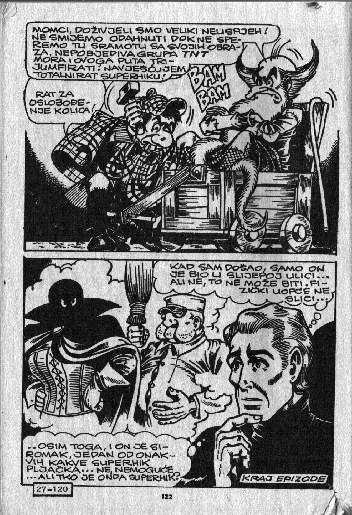 MOMCI, DOŽIVJELI SMO VELIKI NEUSPJEH!
NE SMIJEMO ODAHNUTI DOK NE SPE-
REMO TU SRAMOTU SA SVOJIH OBRA-
ZA. NEPOBJEDIVA GRUPA TNT
MORA I OVOGA PUTA TRI-
JUMFIRATI! NAVJEŠĆUJEM
TOTALNI RAT SUPERHIKU!
BAM
BAM
RAT ZA
OSLOBOĐE-
NJE KOLICA
KAD SAM DOŠAO, SAMO ON
JE BIO U SLIJEPOJ ULICI...
ALI NE, TO NE MOŽE BITI. FI-
ZIČKI UOPĆE NE
SLIČI...
...OSIM TOGA, I ON JE SI-
ROMAK, JEDAN OD ONAK-
VIH KAKVE SUPERHIK
PLJAČKA... NE, NEMOGUĆE
...ALI TKO JE ONDA SUPERHIK?
KRAJ EPIZODE
27-120
122